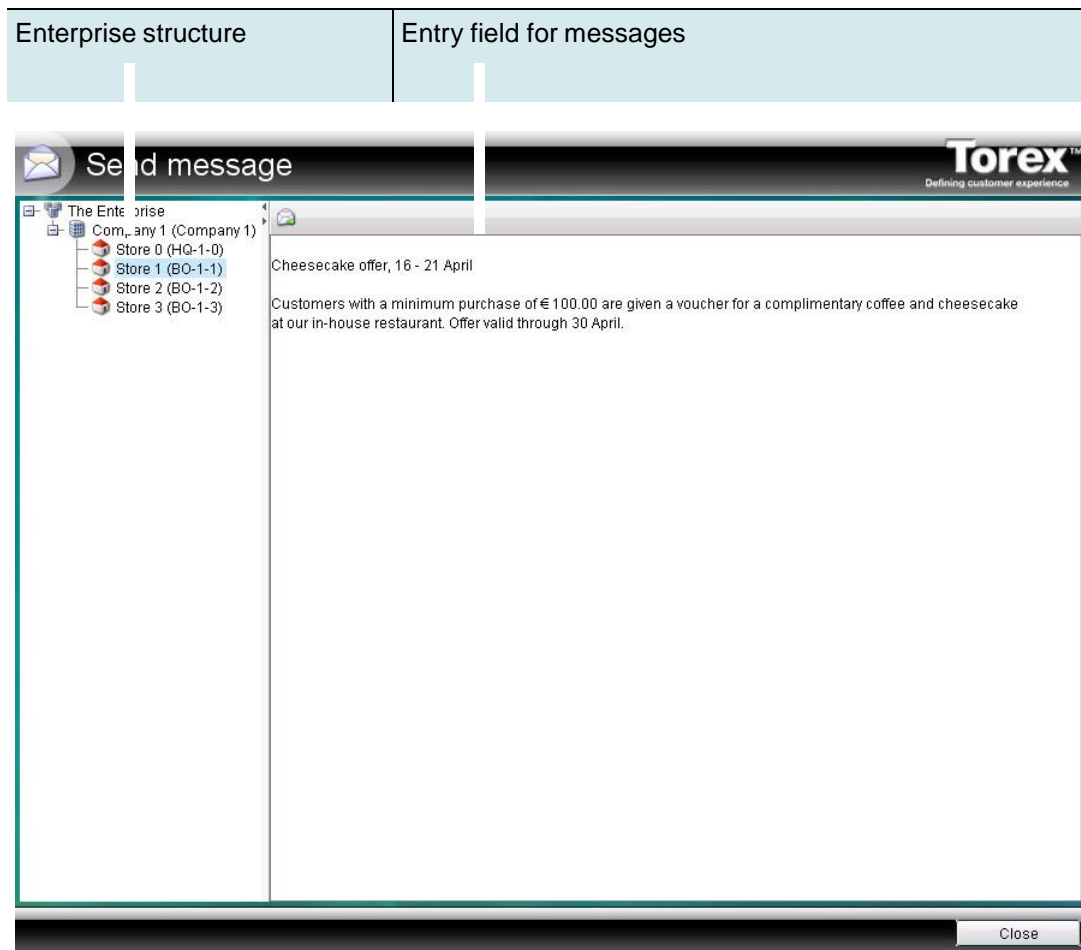 Enterprise structure
Entry field for messages
Send message
Torex™
Defining customer experience
The Enterprise
Company 1 (Company 1)
Store 0 (HQ-1-0)
Store 1 (BO-1-1)
Store 2 (BO-1-2)
Store 3 (BO-1-3)
Cheesecake offer, 16 - 21 April
Customers with a minimum purchase of € 100.00 are given a voucher for a complimentary coffee and cheesecake
at our in-house restaurant. Offer valid through 30 April.
Close